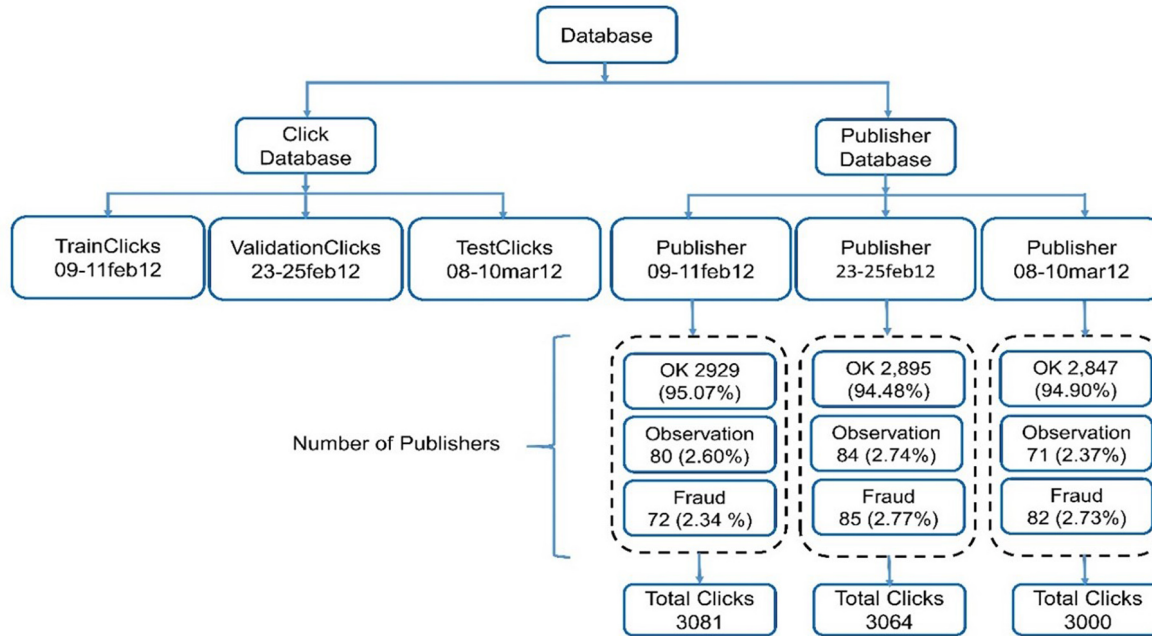 Database
Click
Database
Publisher
Database
TrainClicks
09-11feb12
ValidationClicks
23-25feb12
TestClicks
08-10mar12
Publisher
09-11feb12
Publisher
23-25feb12
Publisher
08-10mar12
Number of Publishers
OK 2929
(95.07%)
Observation
80 (2.60%)
Fraud
72 (2.34 %)
OK 2,895
(94.48%)
Observation
84 (2.74%)
Fraud
85 (2.77%)
OK 2,847
(94.90%)
Observation
71 (2.37%)
Fraud
82 (2.73%)
Total Clicks
3081
Total Clicks
3064
Total Clicks
3000